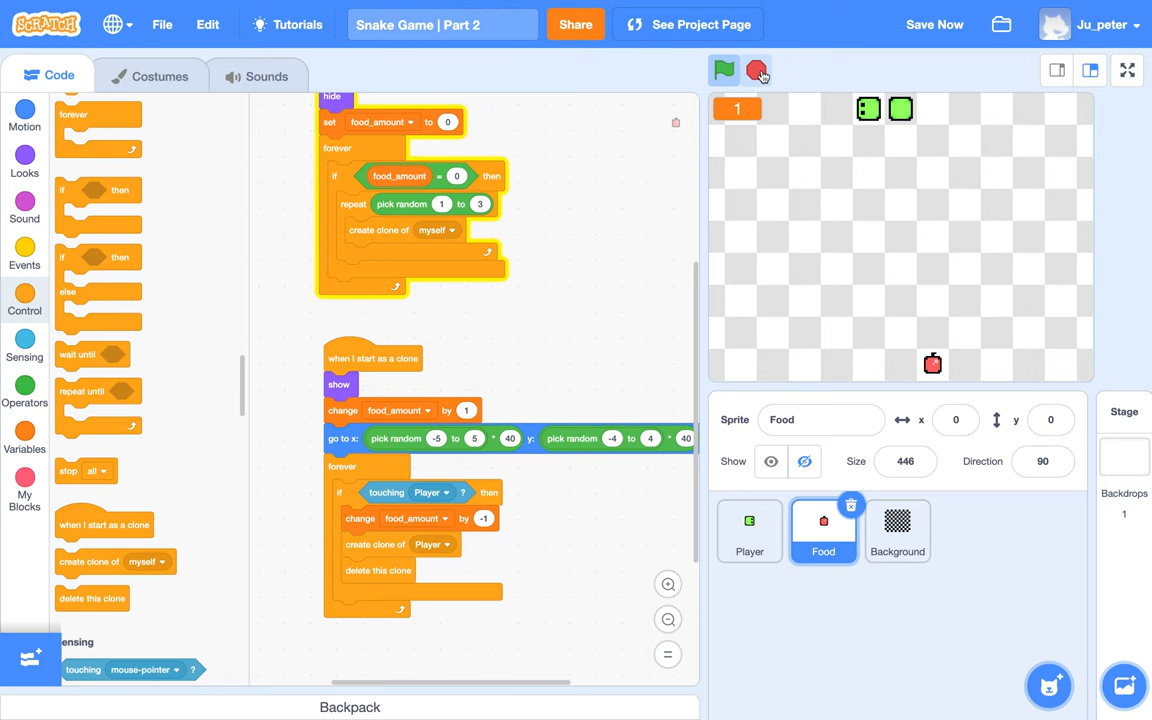 SCRATCH File Edit Tutorials Snake Game | Part 2 Share See Project Page Save Now Ju_peter
Code Costumes Sounds
Motion
Looks
Sound
Events
Control
Sensing
Operators
Variables
My
Blocks
forever
if then
if then
else
wait until
repeat until
stop all
when I start as a clone
create clone of myself
delete this clone
ensing
touching mouse-pointer ?
hide
set food_amount to 0
forever
if food_amount = 0 then
repeat pick random 1 to 3
create clone of myself
when I start as a clone
show
change food_amount by 1
go to x: pick random -5 to 5 * 40 y: pick random -4 to 4 * 40
forever
if touching Player ? then
change food_amount by -1
create clone of Player
delete this clone
Backpack
1
Sprite Food x 0 y 0
Show Size 446 Direction 90
Player Food Background
Stage
Backdrops
1